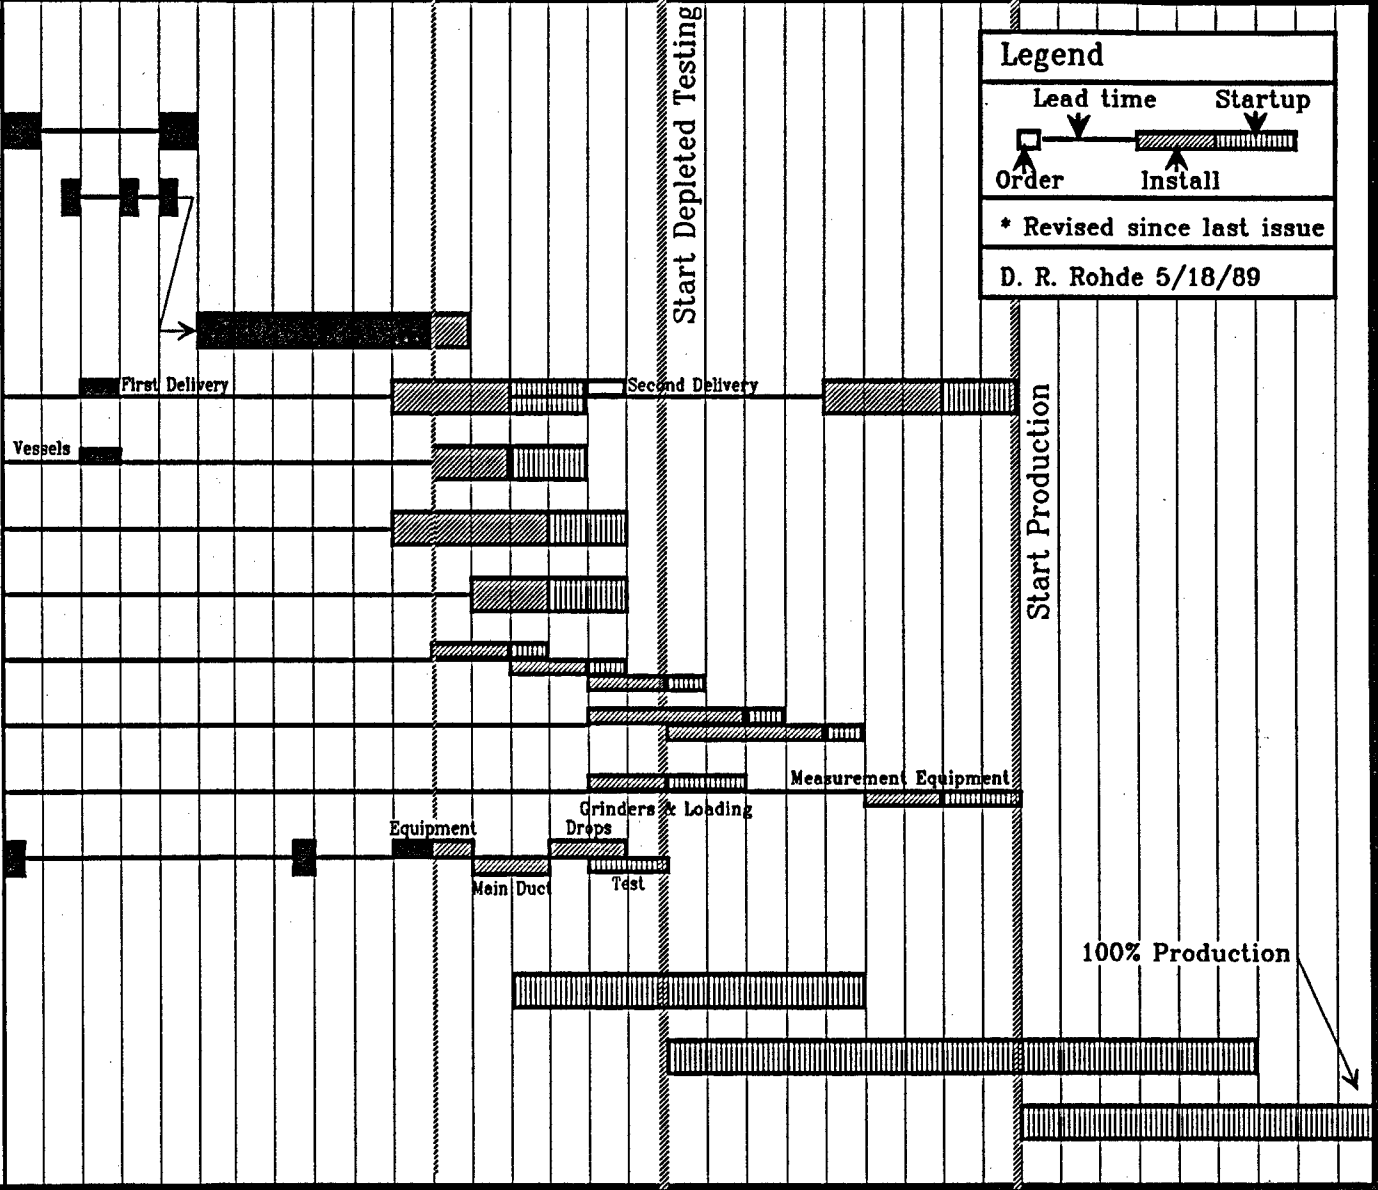 Start Depleted Testing
Legend
Lead time
Startup
Order
Install
* Revised since last issue
D. R. Rohde 5/18/89
First Delivery
Second Delivery
Start Production
Vessels
Measurement Equipment
Grinders & Loading
Equipment
Drops
Main Duct
Test
100% Production